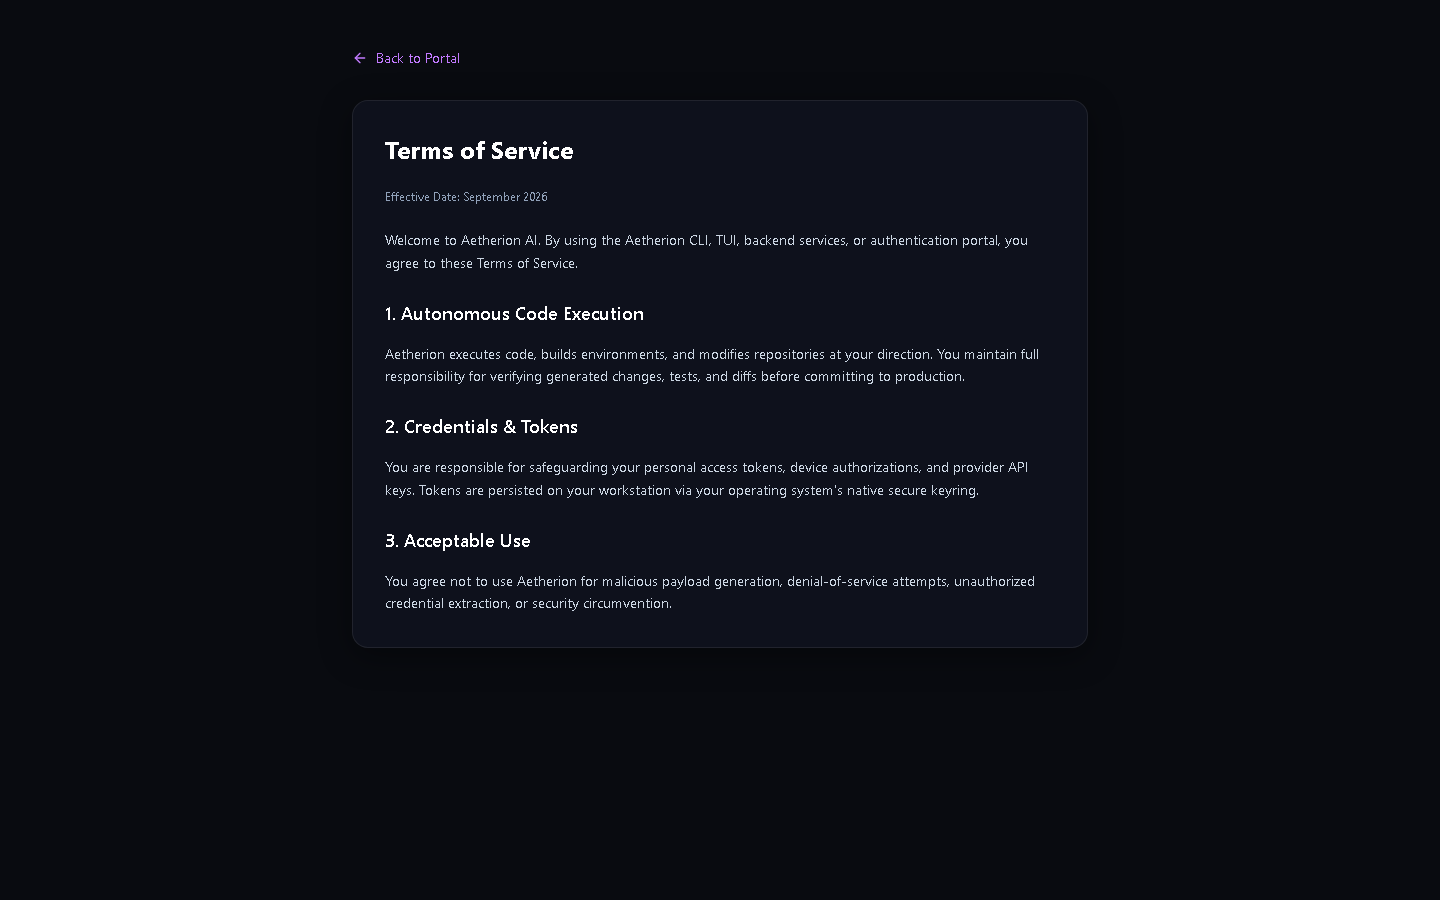 Back to Portal
Terms of Service
Effective Date: September 2026
Welcome to Aetherion AI. By using the Aetherion CLI, TUI, backend services, or authentication portal, you
agree to these Terms of Service.
1. Autonomous Code Execution
Aetherion executes code, builds environments, and modifies repositories at your direction. You maintain full
responsibility for verifying generated changes, tests, and diffs before committing to production.
2. Credentials & Tokens
You are responsible for safeguarding your personal access tokens, device authorizations, and provider API
keys. Tokens are persisted on your workstation via your operating system's native secure keyring.
3. Acceptable Use
You agree not to use Aetherion for malicious payload generation, denial-of-service attempts, unauthorized
credential extraction, or security circumvention.